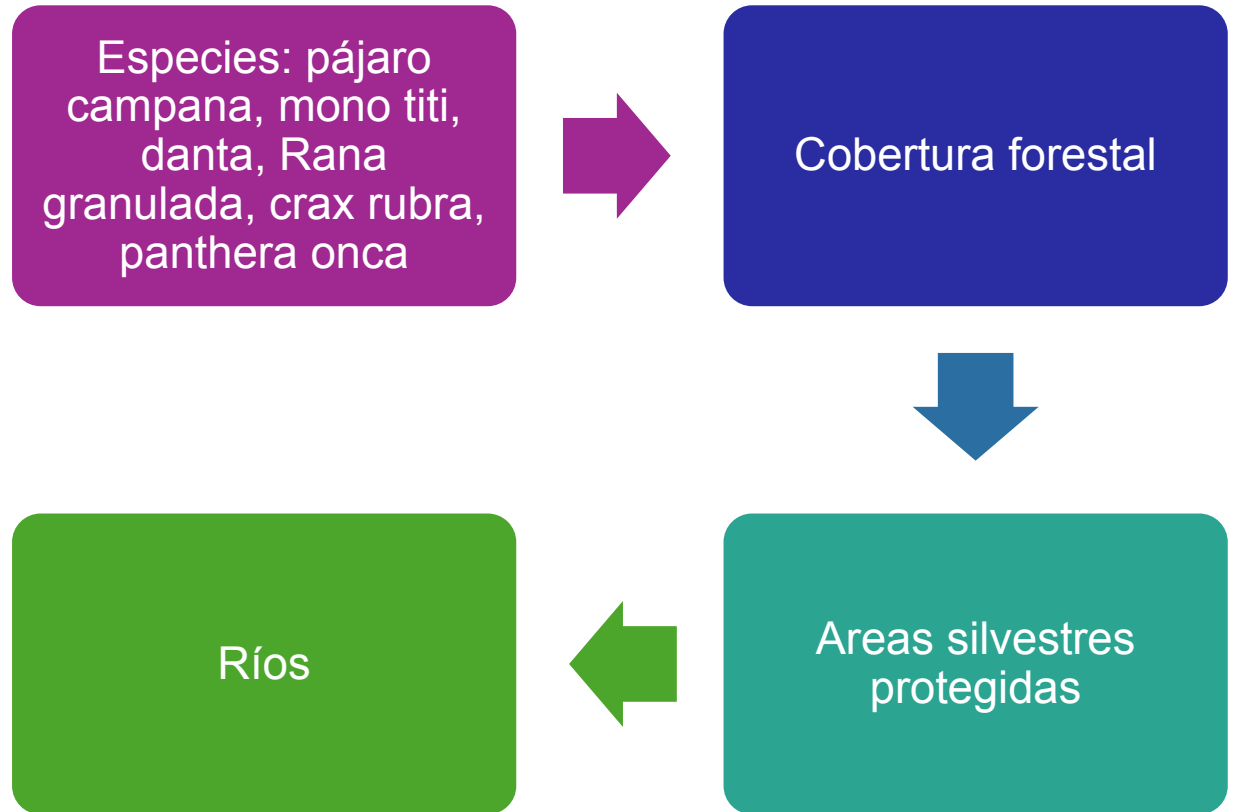 Especies: pájaro
campana, mono titi,
danta, Rana
granulada, crax rubra,
panthera onca
Cobertura forestal
Areas silvestres
protegidas
Ríos